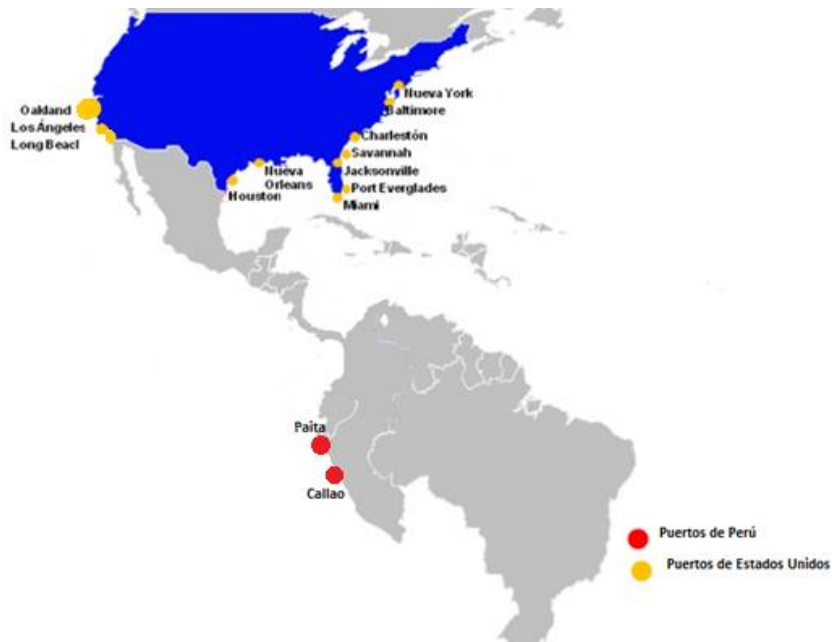 Nueva York
Baltimore
Oakland
Los Ángeles
Long Beacl
Charlestón
Savannah
Jacksonville
Nueva
Orleans
Houston
Port Everglades
Miami
Paita
Callao
Puertos de Perú
Puertos de Estados Unidos